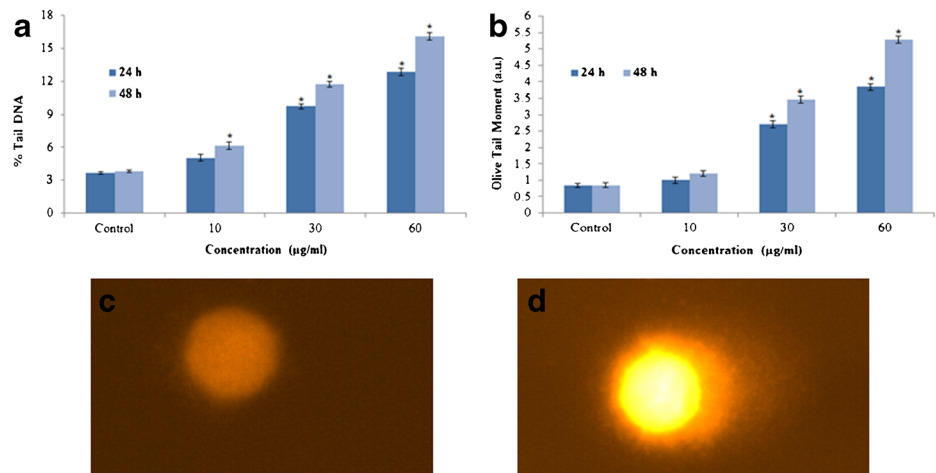 a
18
15
12
9
6
3
0
% Tail DNA
24 h
48 h
*
*
*
*
*
Control
10
30
60
Concentration (µg/ml)
b
6
5.5
5
4.5
4
3.5
3
2.5
2
1.5
1
0.5
0
Olive Tail Moment (a.u.)
24 h
48 h
*
*
*
*
Control
10
30
60
Concentration (µg/ml)
c
d